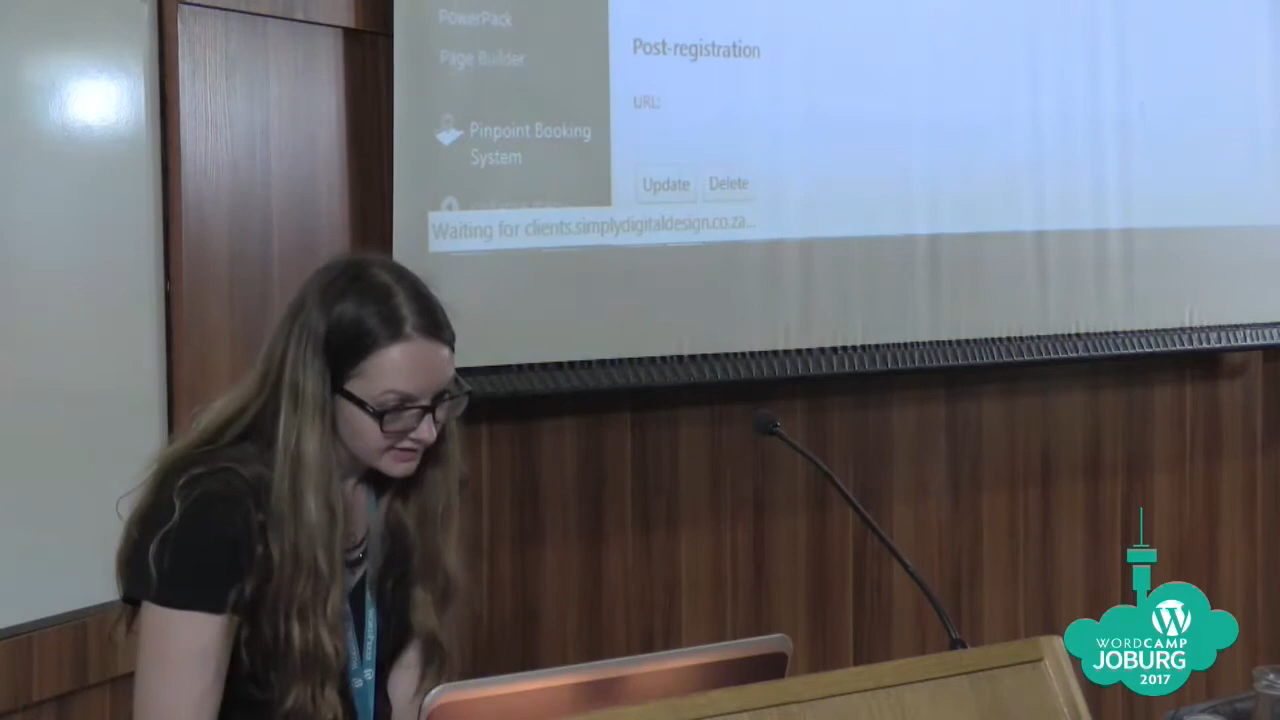 PowerPack
Page Builder
Pinpoint Booking
System
Post-registration
URL:
Update
Delete
Waiting for clients.simplydigitaldesign.co.za...
WORDCAMP
JOBURG
2017